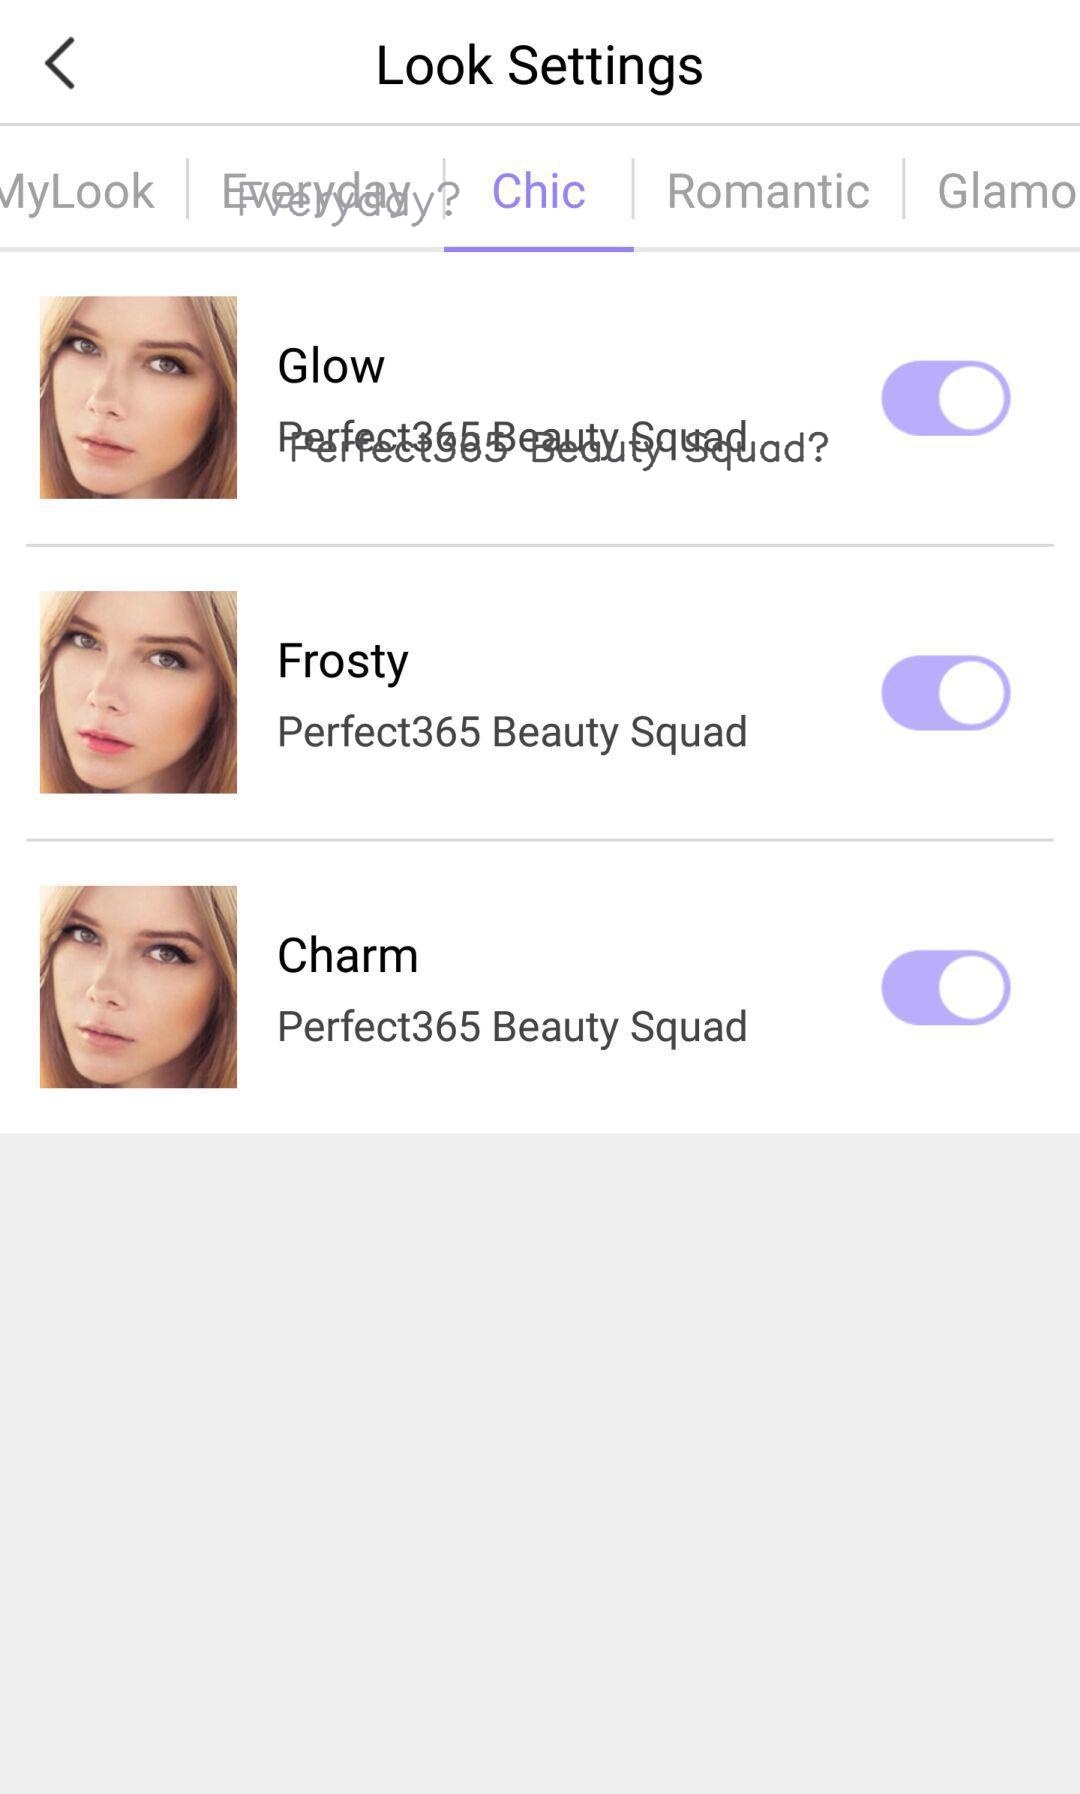 Look Settings
MyLook Everyday Everyday? Chic Romantic Glamo
Glow
Perfect365 Beauty Squad
Perfect365 Beauty Squad?
Frosty
Perfect365 Beauty Squad
Charm
Perfect365 Beauty Squad